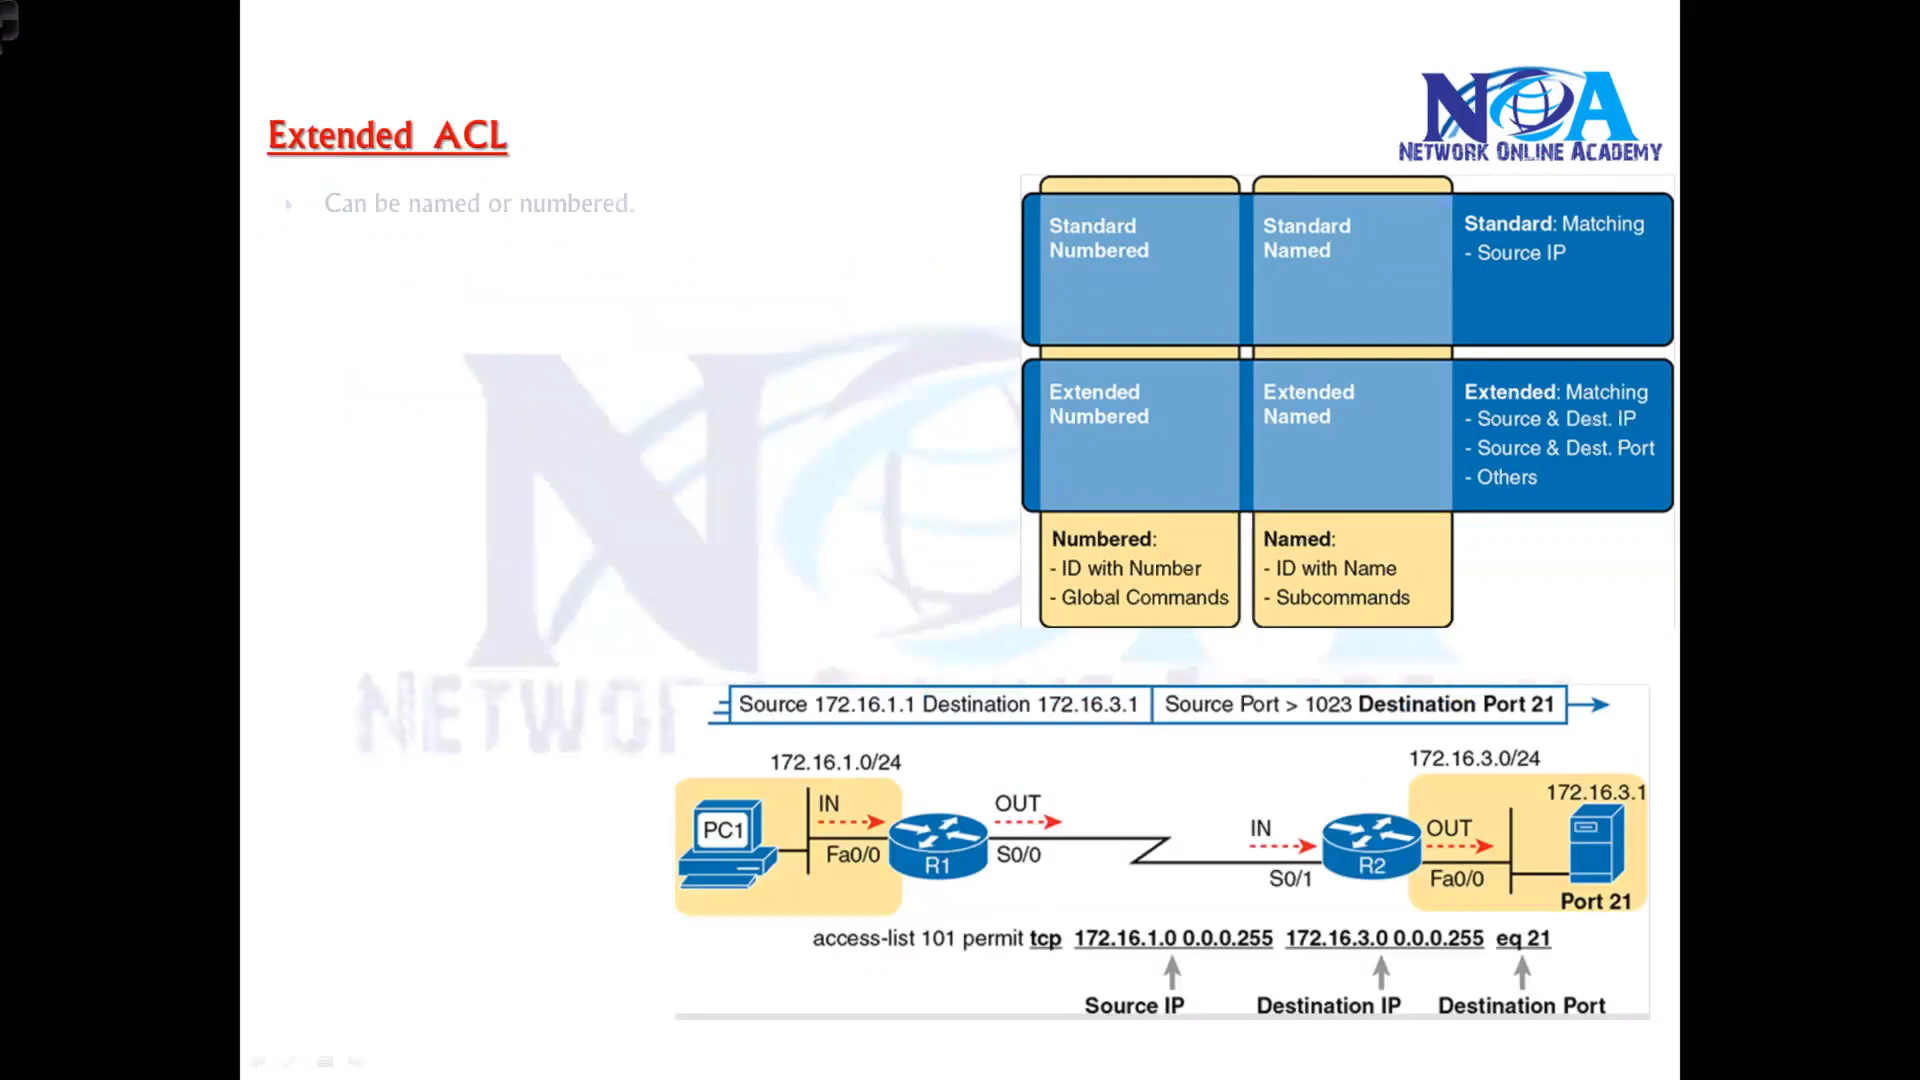 NOA
NETWORK ONLINE ACADEMY
Extended ACL
Can be named or numbered.
Standard
Numbered
Standard
Named
Standard: Matching
- Source IP
Extended
Numbered
Extended
Named
Extended: Matching
- Source & Dest. IP
- Source & Dest. Port
- Others
Numbered:
- ID with Number
- Global Commands
Named:
- ID with Name
- Subcommands
Source 172.16.1.1 Destination 172.16.3.1
Source Port > 1023 Destination Port 21
172.16.1.0/24
172.16.3.0/24
172.16.3.1
PC1
IN
Fa0/0
R1
OUT
S0/0
IN
S0/1
R2
OUT
Fa0/0
Port 21
access-list 101 permit tcp 172.16.1.0 0.0.0.255 172.16.3.0 0.0.0.255 eq 21
Source IP
Destination IP
Destination Port